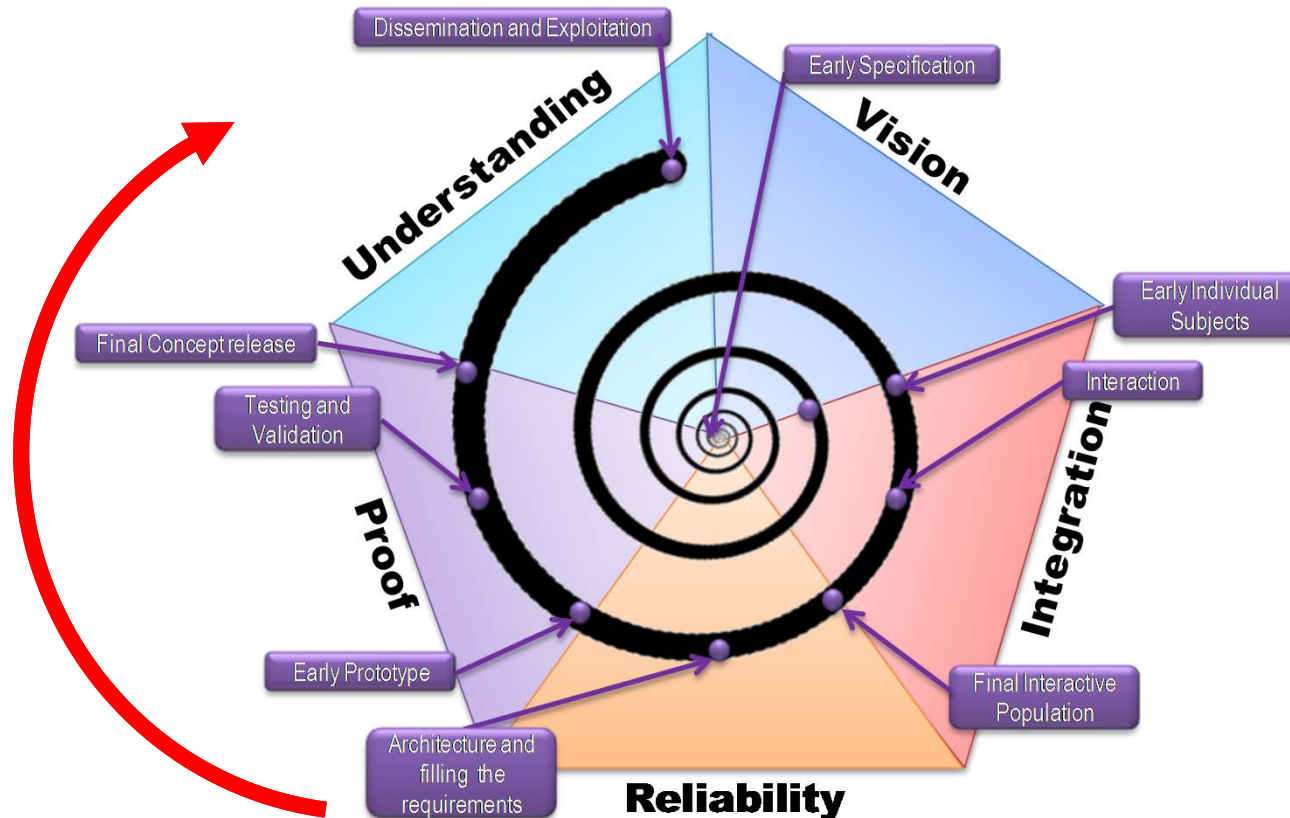 Dissemination and Exploitation
Early Specification
Understanding
Vision
Early Individual
Subjects
Final Concept release
Interaction
Testing and
Validation
Proof
Integration
Early Prototype
Final Interactive
Population
Architecture and
filling the
requirements
Reliability